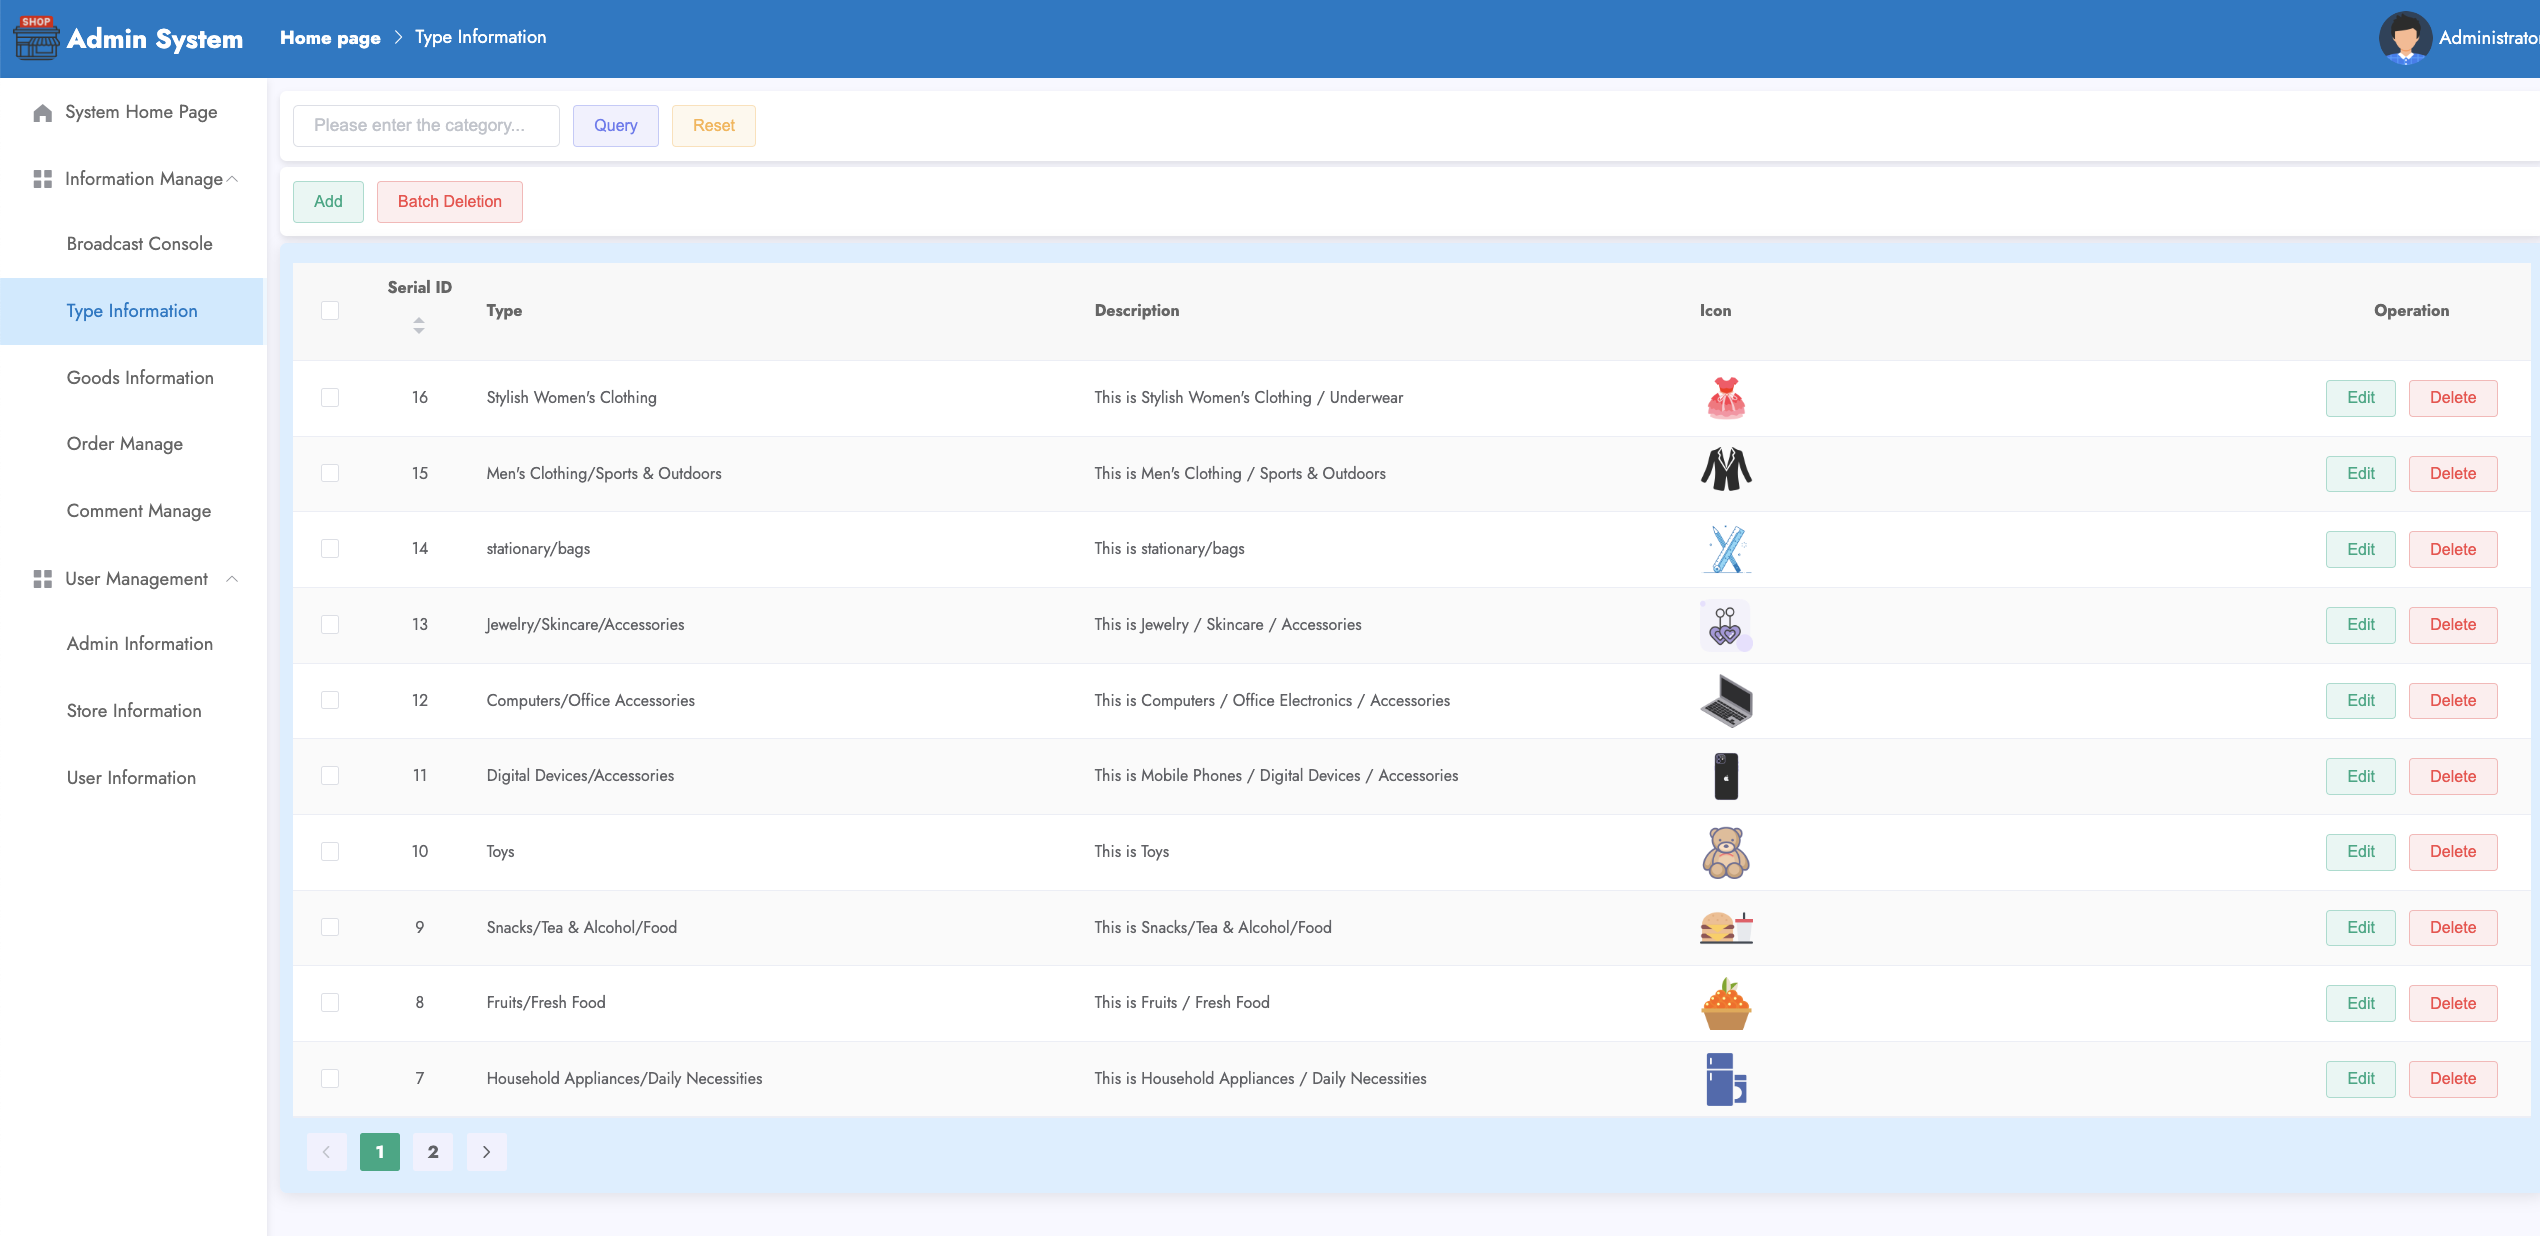 SHOP
Admin System
Home page > Type Information
Administrator
System Home Page
Information Manage
Broadcast Console
Type Information
Goods Information
Order Manage
Comment Manage
User Management
Admin Information
Store Information
User Information
Please enter the category... Query Reset
Add Batch Deletion
Serial ID Type Description Icon Operation
16 Stylish Women's Clothing This is Stylish Women's Clothing / Underwear Edit Delete
15 Men's Clothing/Sports & Outdoors This is Men's Clothing / Sports & Outdoors Edit Delete
14 stationary/bags This is stationary/bags Edit Delete
13 Jewelry/Skincare/Accessories This is Jewelry / Skincare / Accessories Edit Delete
12 Computers/Office Accessories This is Computers / Office Electronics / Accessories Edit Delete
11 Digital Devices/Accessories This is Mobile Phones / Digital Devices / Accessories Edit Delete
10 Toys This is Toys Edit Delete
9 Snacks/Tea & Alcohol/Food This is Snacks/Tea & Alcohol/Food Edit Delete
8 Fruits/Fresh Food This is Fruits / Fresh Food Edit Delete
7 Household Appliances/Daily Necessities This is Household Appliances / Daily Necessities Edit Delete
< 1 2 >